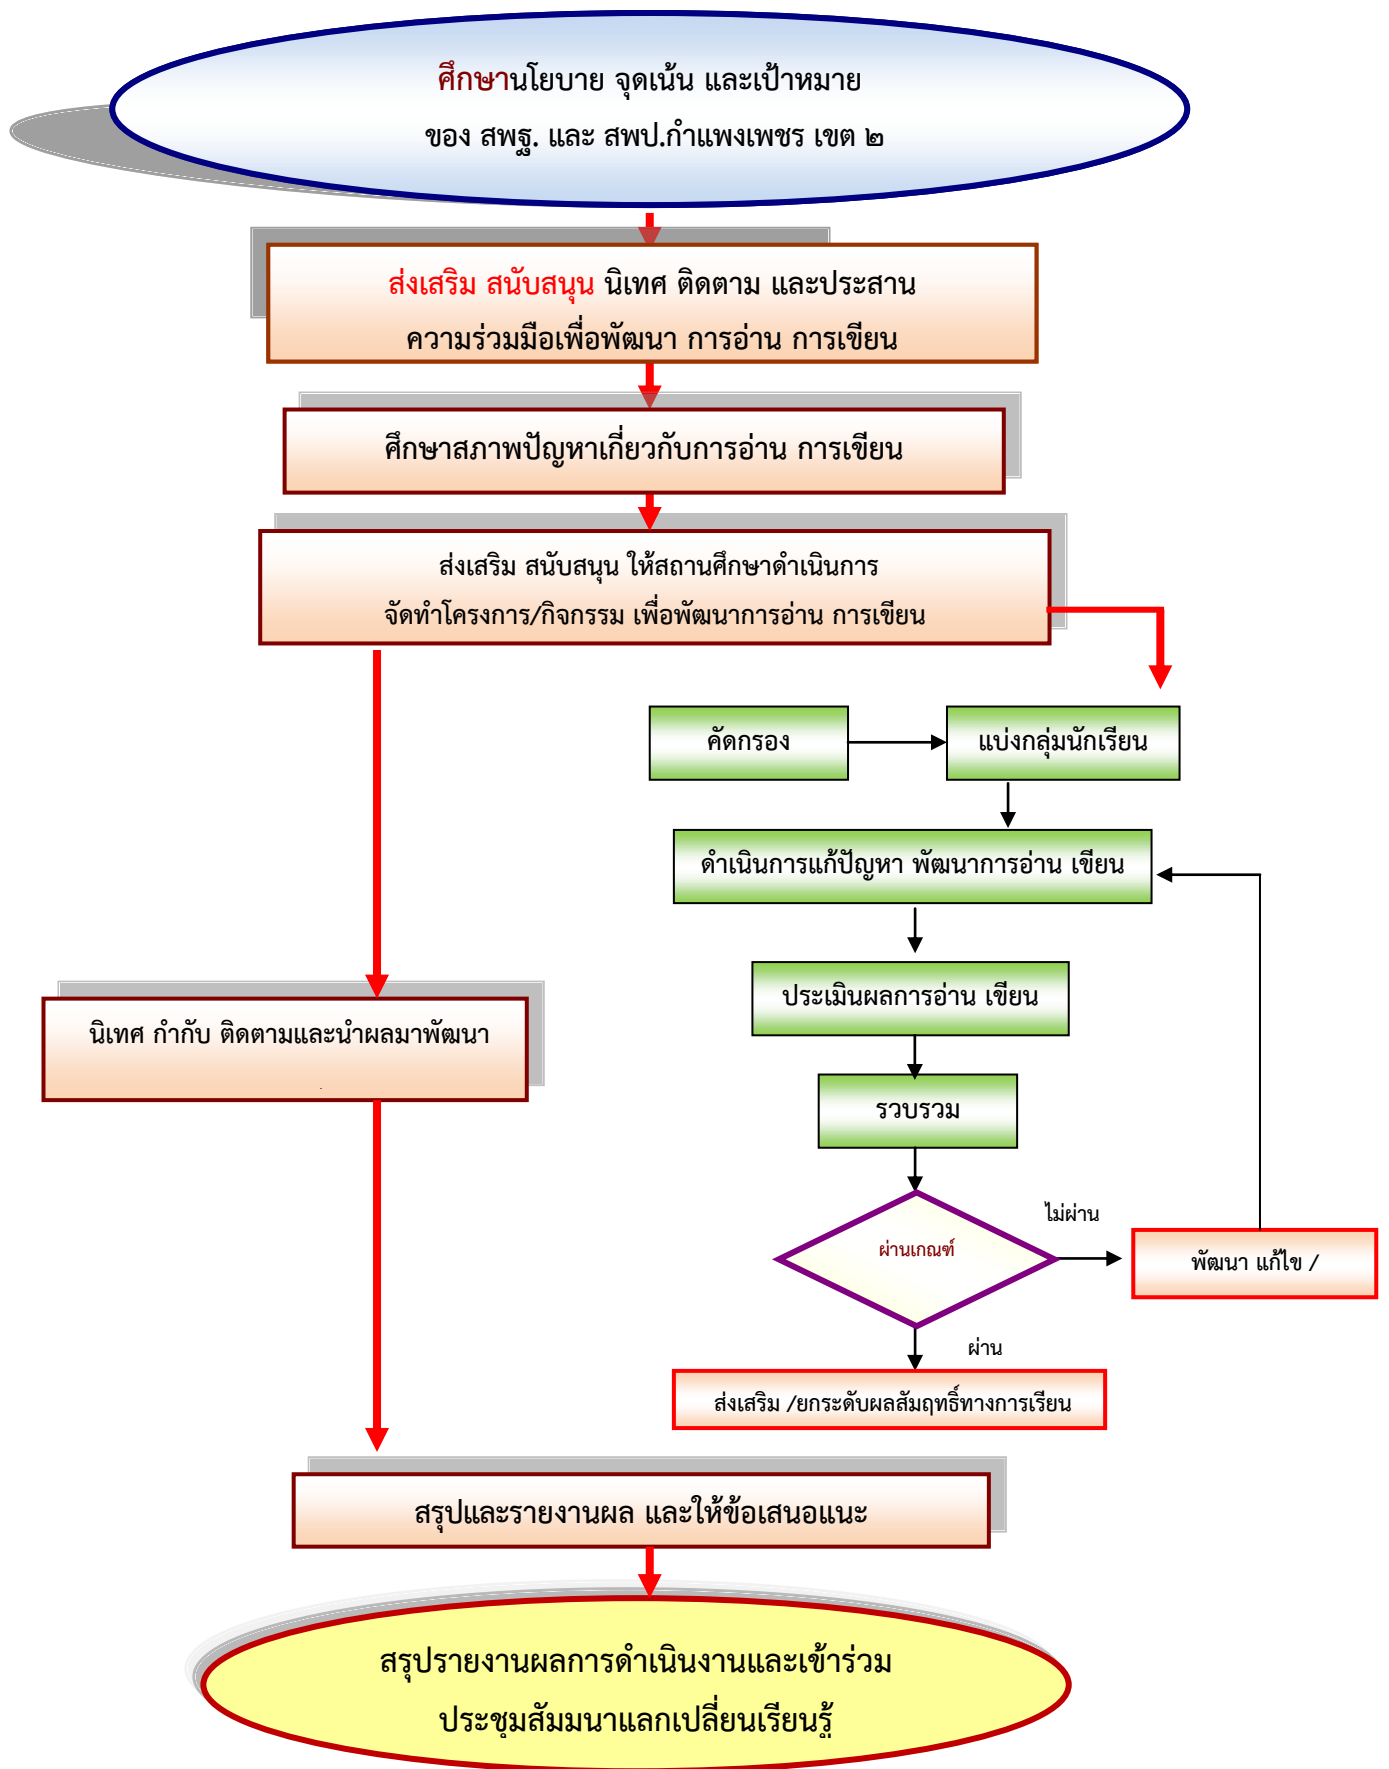 ศึกษานโยบาย จุดเน้น และเป้าหมาย
ของ สพฐ. และ สพป.กำแพงเพชร เขต ๒
ส่งเสริม สนับสนุน นิเทศ ติดตาม และประสาน
ความร่วมมือเพื่อพัฒนา การอ่าน การเขียน
ศึกษาสภาพปัญหาเกี่ยวกับการอ่าน การเขียน
ส่งเสริม สนับสนุน ให้สถานศึกษาดำเนินการ
จัดทำโครงการ/กิจกรรม เพื่อพัฒนาการอ่าน การเขียน
คัดกรอง
แบ่งกลุ่มนักเรียน
ดำเนินการแก้ปัญหา พัฒนาการอ่าน เขียน
ประเมินผลการอ่าน เขียน
นิเทศ กำกับ ติดตามและนำผลมาพัฒนา
รวบรวม
ผ่านเกณฑ์
ไม่ผ่าน
พัฒนา แก้ไข /
ผ่าน
ส่งเสริม /ยกระดับผลสัมฤทธิ์ทางการเรียน
สรุปและรายงานผล และให้ข้อเสนอแนะ
สรุปรายงานผลการดำเนินงานและเข้าร่วม
ประชุมสัมมนาแลกเปลี่ยนเรียนรู้